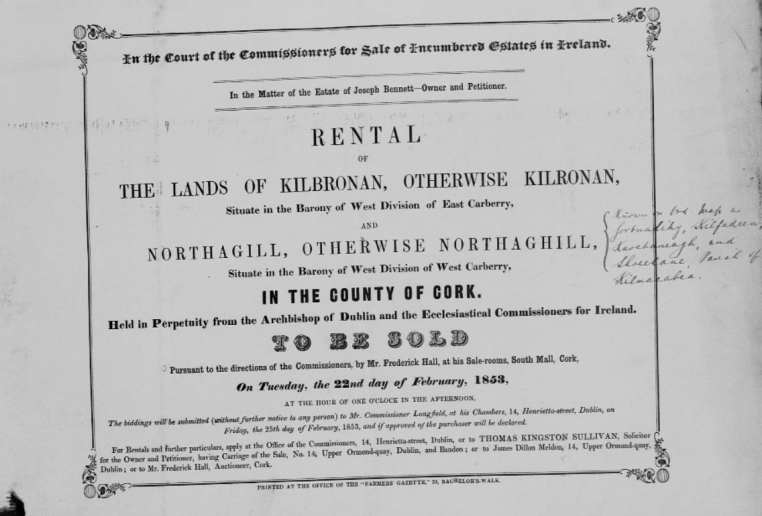 In the Court of the Commissioners for Sale of Incumbered Estates in Ireland.
In the Matter of the Estate of Joseph Bennett—Owner and Petitioner.
RENTAL
OF
THE LANDS OF KILBRONAN, OTHERWISE KILRONAN,
Situate in the Barony of West Division of East Carberry,
AND
NORTHAGILL, OTHERWISE NORTHAGHILL,
Situate in the Barony of West Division of West Carberry,
IN THE COUNTY OF CORK.
Held in Perpetuity from the Archbishop of Dublin and the Ecclesiastical Commissioners for Ireland.
TO BE SOLD
Pursuant to the directions of the Commissioners, by Mr. Frederick Hall, at his Sale-rooms, South Mall, Cork,
On Tuesday, the 22nd day of February, 1853,
AT THE HOUR OF ONE O'CLOCK IN THE AFTERNOON.
The biddings will be submitted (without further notice to any person) to Mr. Commissioner Longfield, at his Chambers, 14, Henrietta-street, Dublin, on
Friday, the 25th day of February, 1853, and if approved of the purchaser will be declared.
For Rentals and further particulars, apply at the Office of the Commissioners, 14, Henrietta-street, Dublin, or to THOMAS KINGSTON SULLIVAN, Solicitor
for the Owner and Petitioner, having Carriage of the Sale, No. 14, Upper Ormond-quay, Dublin, and Bandon; or to James Dillon Meldon, 14, Upper Ormond-quay,
Dublin; or to Mr. Frederick Hall, Auctioneer, Cork.
PRINTED AT THE OFFICE OF THE "FARMERS' GAZETTE," 23, BACHELOR'S-WALK.
Known on Ord. Map as
and
Parish of